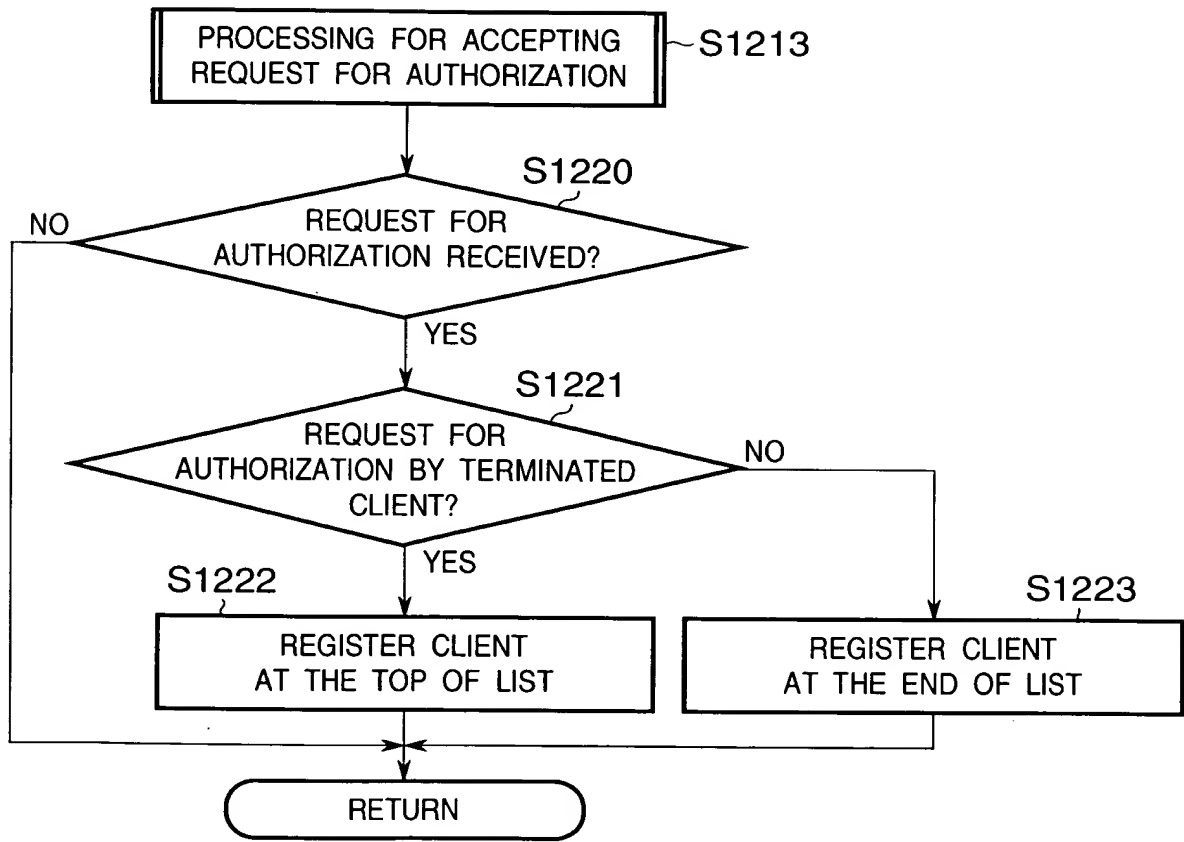 PROCESSING FOR ACCEPTING
REQUEST FOR AUTHORIZATION
S1213
S1220
NO
REQUEST FOR
AUTHORIZATION RECEIVED?
YES
S1221
REQUEST FOR
AUTHORIZATION BY TERMINATED
CLIENT?
NO
YES
S1222
REGISTER CLIENT
AT THE TOP OF LIST
S1223
REGISTER CLIENT
AT THE END OF LIST
RETURN